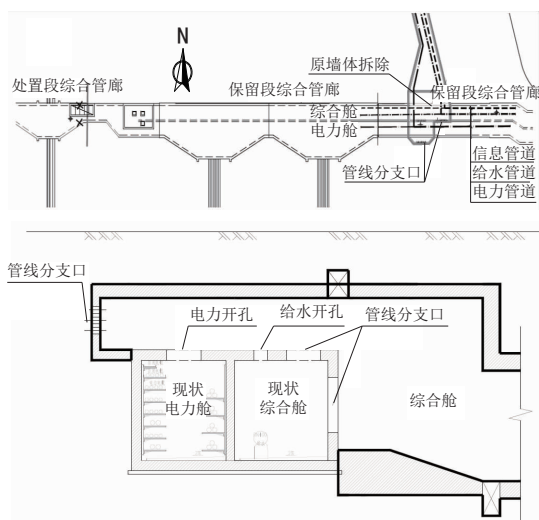 N
原墙体拆除
处置段综合管廊
保留段综合管廊
保留段综合管廊
综合舱
电力舱
信息管道
管线分支口
给水管道
电力管道
管线分支口
电力开孔
给水开孔
管线分支口
现状
电力舱
现状
综合舱
综合舱